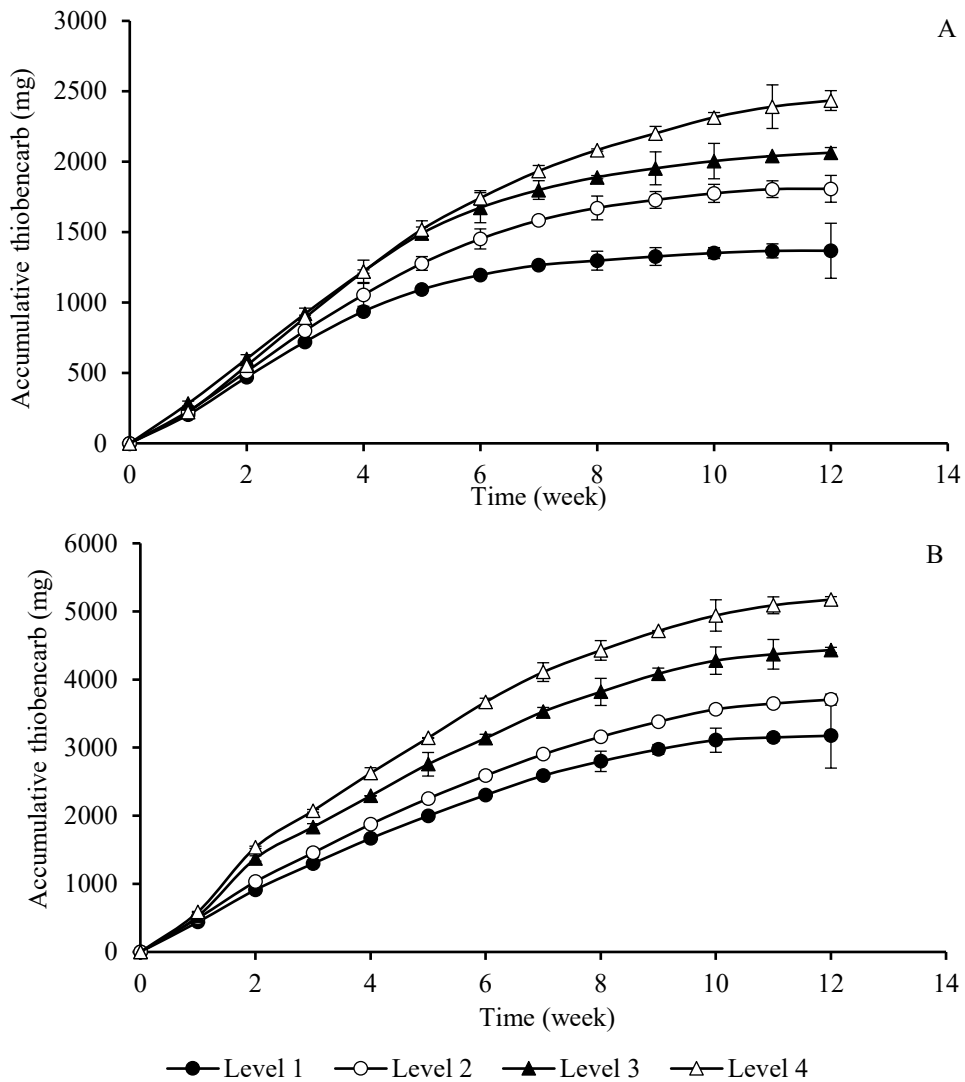 A
3000
2500
2000
1500
1000
500
0
Accumulative thiobencarb (mg)
0 2 4 6 8 10 12 14
Time (week)
B
6000
5000
4000
3000
2000
1000
0
Accumulative thiobencarb (mg)
0 2 4 6 8 10 12 14
Time (week)
Level 1 Level 2 Level 3 Level 4